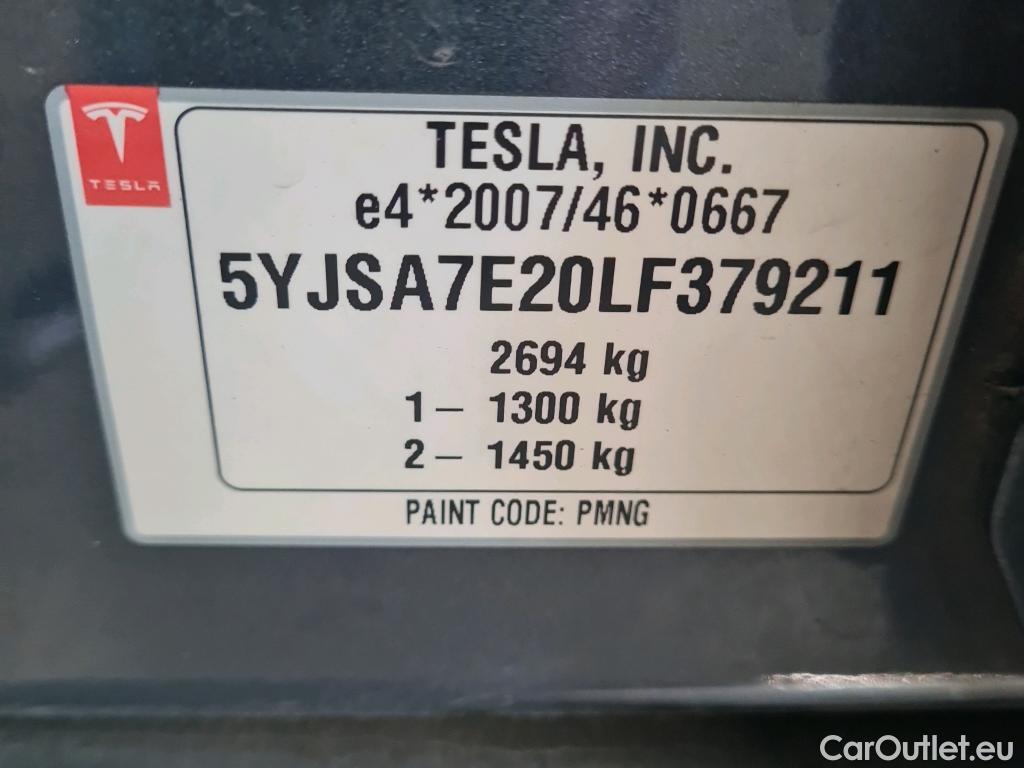 TESLA
TESLA, INC.
e4*2007/46*0667
5YJSA7E20LF379211
2694 kg
1– 1300 kg
2– 1450 kg
PAINT CODE: PMNG
CarOutlet.eu